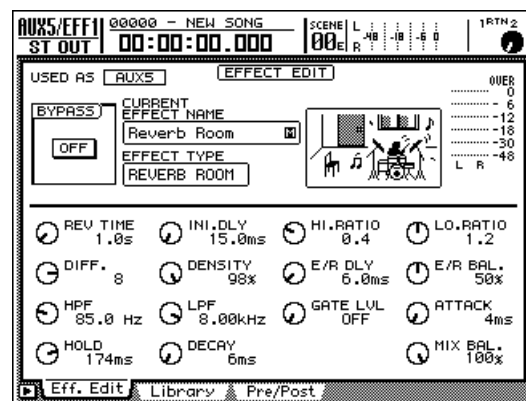 AUX5/EFF1 00000 - NEW SONG SCENE L -48 -18 -6 0 1RTN2
ST OUT 00:00:00.000 00E R
USED AS AUX5 EFFECT EDIT OVER
0
BYPASS CURRENT - 6
EFFECT NAME -12
Reverb Room M -18
OFF EFFECT TYPE -30
-48
REVERB ROOM L R
REV TIME INI.DLY HI.RATIO LO.RATIO
1.0s 15.0ms 0.4 1.2
DIFF. DENSITY E/R DLY E/R BAL.
8 98% 6.0ms 50%
HPF LPF GATE LVL ATTACK
85.0 Hz 8.00kHz OFF 4ms
HOLD DECAY MIX BAL.
174ms 6ms 100%
Eff. Edit Library Pre/Post